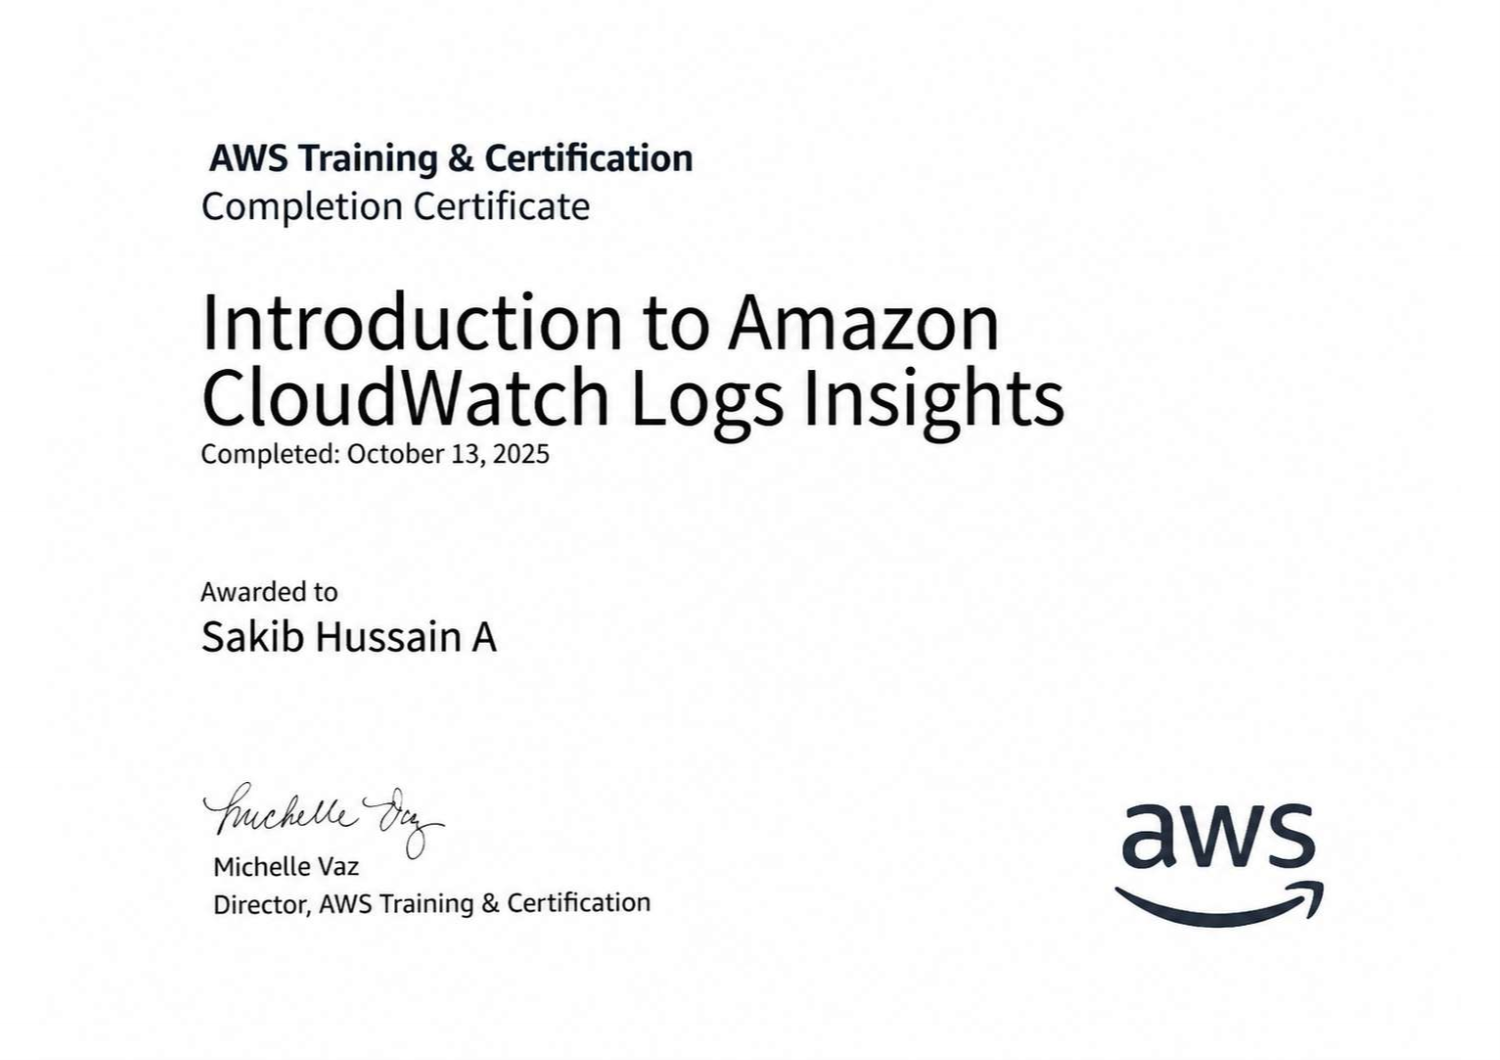 AWS Training & Certification
Completion Certificate
Introduction to Amazon
CloudWatch Logs Insights
Completed: October 13, 2025
Awarded to
Sakib Hussain A
Michelle Vaz
Michelle Vaz
Director, AWS Training & Certification
aws